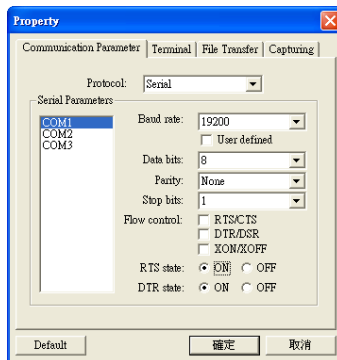 Property
Communication Parameter Terminal File Transfer Capturing
Protocol: Serial
Serial Parameters
COM1
COM2
COM3
Baud rate: 19200
User defined
Data bits: 8
Parity: None
Stop bits: 1
Flow control: RTS/CTS
DTR/DSR
XON/XOFF
RTS state: ON OFF
DTR state: ON OFF
Default 確定 取消